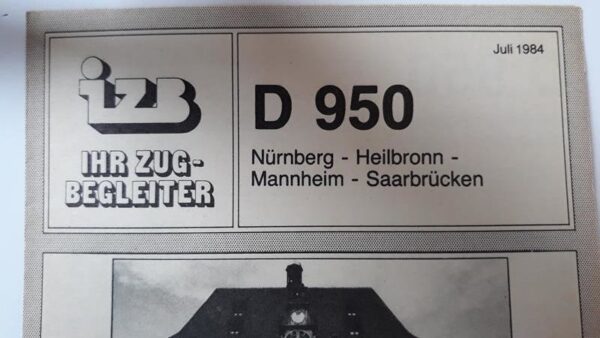 izb
IHR ZUG-
BEGLEITER
Juli 1984
D 950
Nürnberg - Heilbronn -
Mannheim - Saarbrücken